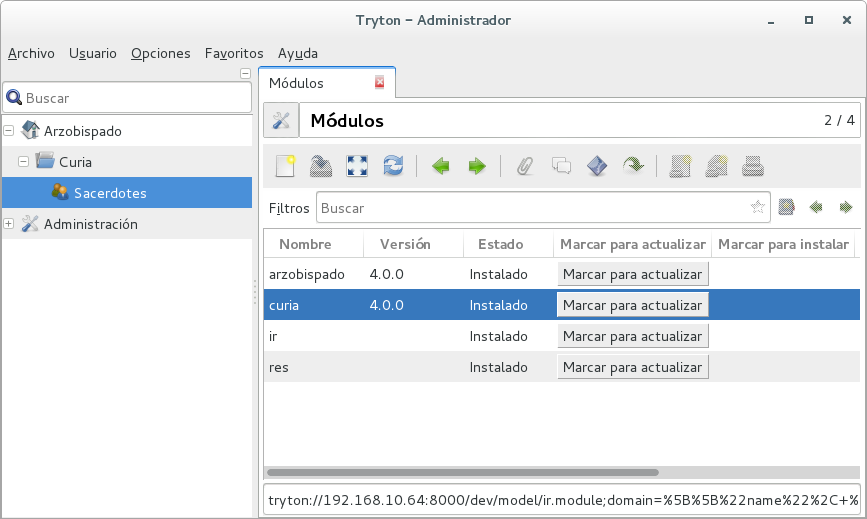 Tryton - Administrador
Archivo Usuario Opciones Favoritos Ayuda
Buscar
Arzobispado
Curia
Sacerdotes
Administración
Módulos
Módulos 2 / 4
Filtros Buscar
Nombre Versión Estado Marcar para actualizar Marcar para instalar
arzobispado 4.0.0 Instalado Marcar para actualizar
curia 4.0.0 Instalado Marcar para actualizar
ir Instalado Marcar para actualizar
res Instalado Marcar para actualizar
tryton://192.168.10.64:8000/dev/model/ir.module;domain=%5B%5B%22name%22%2C+%